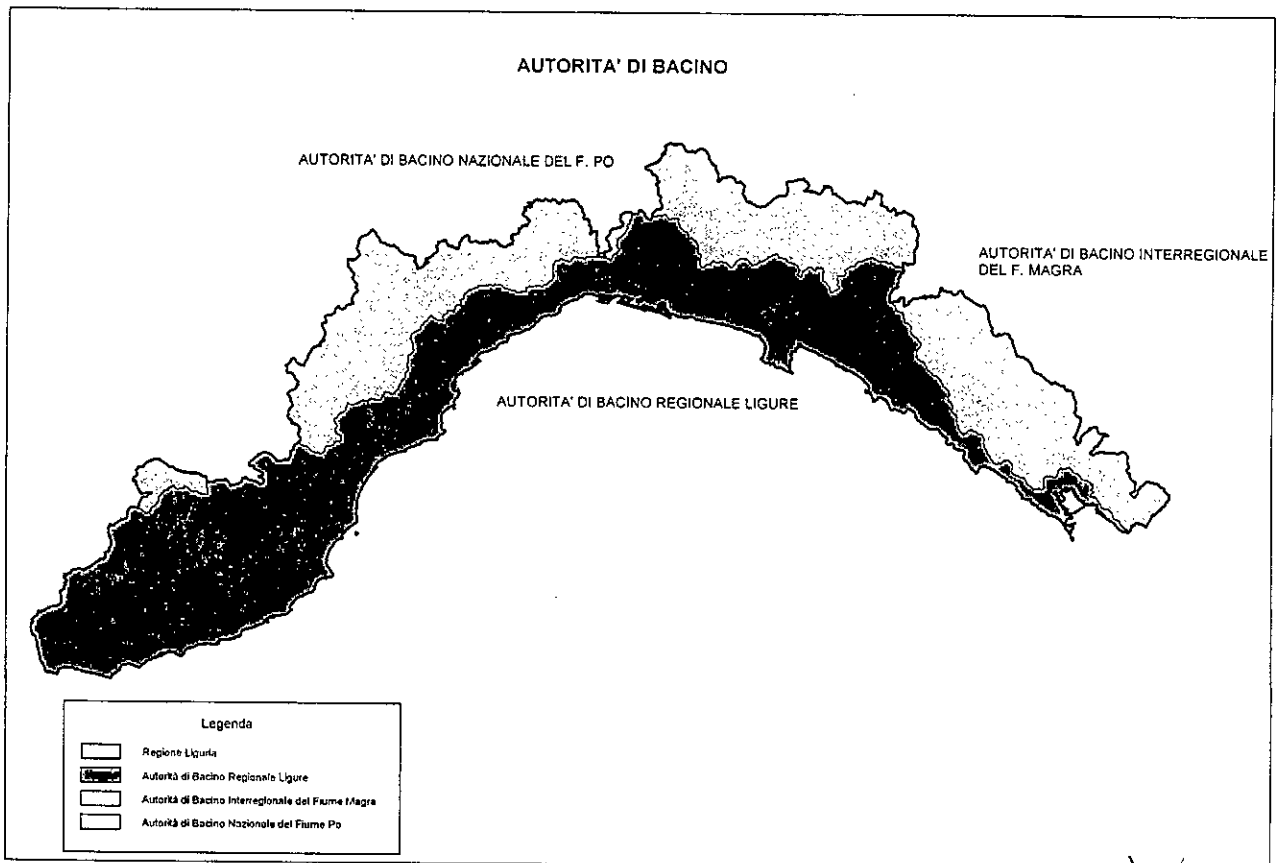 AUTORITA' DI BACINO
AUTORITA' DI BACINO NAZIONALE DEL F. PO
AUTORITA' DI BACINO INTERREGIONALE
DEL F. MAGRA
AUTORITA' DI BACINO REGIONALE LIGURE
Legenda
Regione Liguria
Autorità di Bacino Regionale Ligure
Autorità di Bacino Interregionale del Fiume Magra
Autorità di Bacino Nazionale del Fiume Po